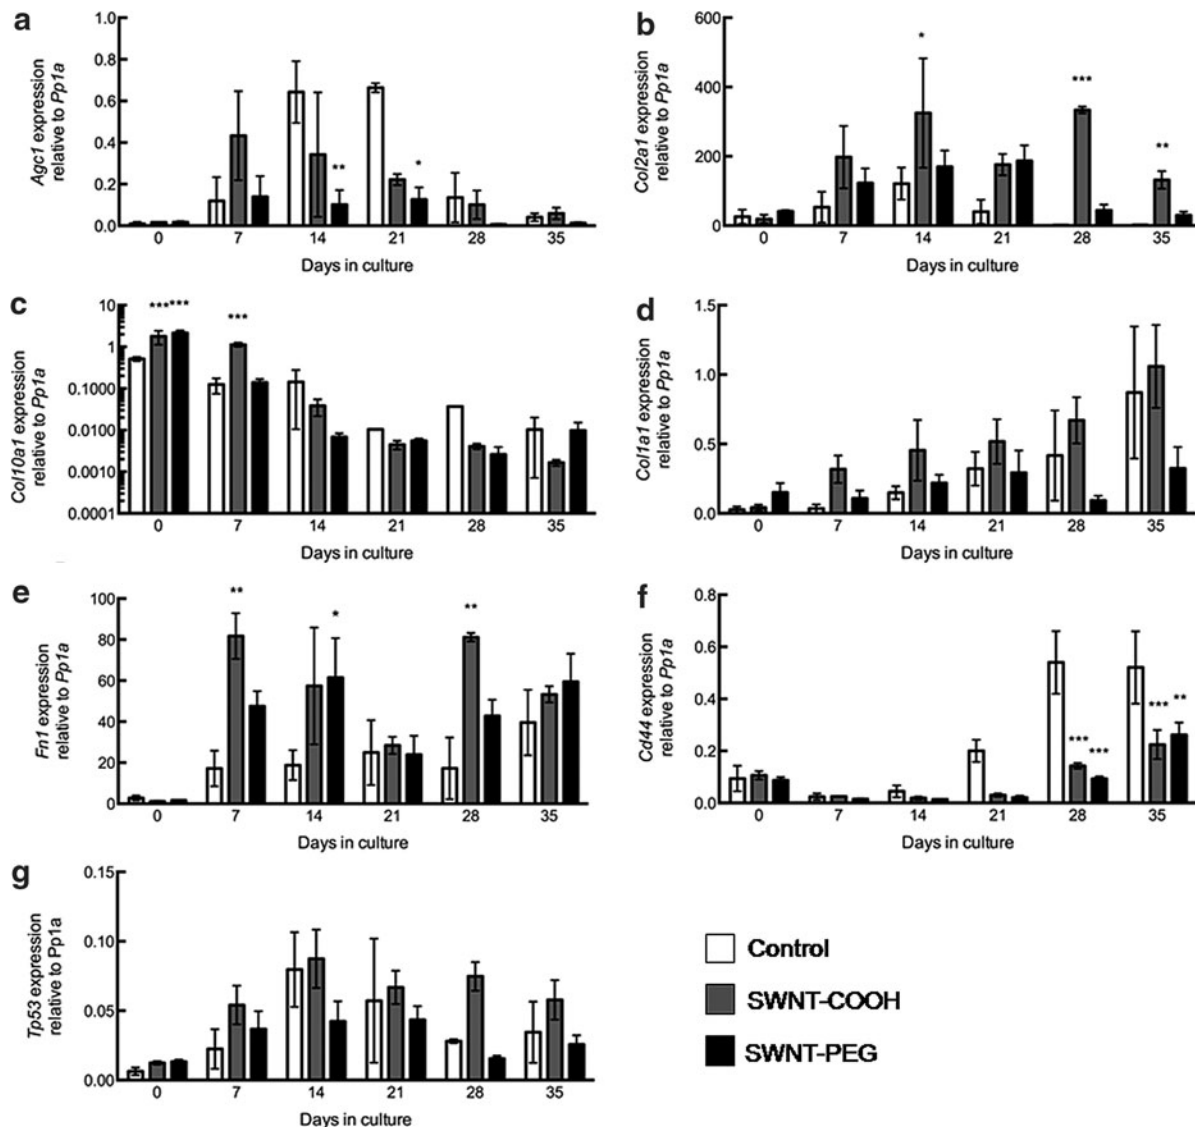 a
Agc1 expression
relative to Pp1a
1.0
0.8
0.6
0.4
0.2
0.0
**
*
0 7 14 21 28 35
Days in culture
b
Col2a1 expression
relative to Pp1a
600
400
200
0
*
***
**
0 7 14 21 28 35
Days in culture
c
Col10a1 expression
relative to Pp1a
10
1
0.1000
0.0100
0.0010
0.0001
*** ***
***
0 7 14 21 28 35
Days in culture
d
Col1a1 expression
relative to Pp1a
1.5
1.0
0.5
0.0
0 7 14 21 28 35
Days in culture
e
Fn1 expression
relative to Pp1a
100
80
60
40
20
0
**
*
**
0 7 14 21 28 35
Days in culture
f
Cd44 expression
relative to Pp1a
0.8
0.6
0.4
0.2
0.0
***
***
***
**
0 7 14 21 28 35
Days in culture
g
Tp53 expression
relative to Pp1a
0.15
0.10
0.05
0.00
0 7 14 21 28 35
Days in culture
Control
SWNT-COOH
SWNT-PEG